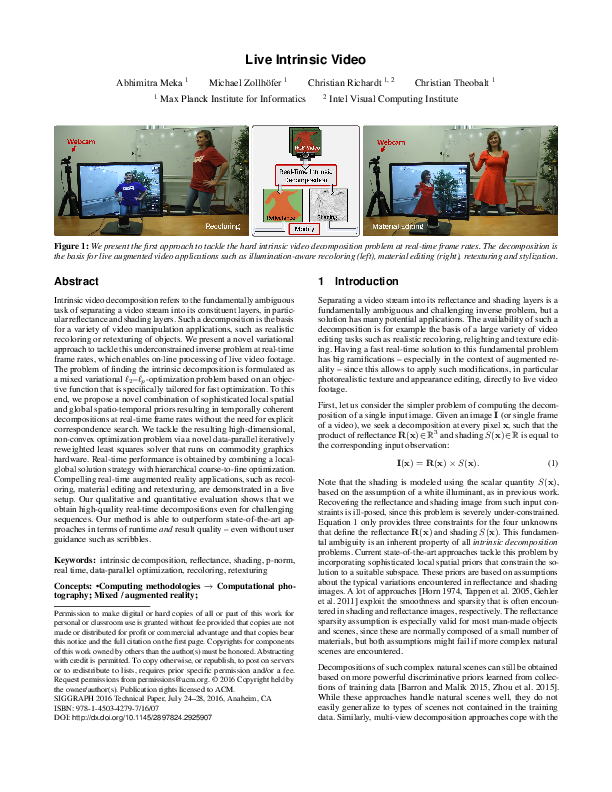 Live Intrinsic Video
Abhimitra Meka 1 Michael Zollhöfer 1 Christian Richardt 1, 2 Christian Theobalt 1
1 Max Planck Institute for Informatics 2 Intel Visual Computing Institute
Webcam
Recoloring
RGB Video
Real-Time Intrinsic
Decomposition
Reflectance
Shading
Modify
Webcam
Material Editing
Figure 1: We present the first approach to tackle the hard intrinsic video decomposition problem at real-time frame rates. The decomposition is
the basis for live augmented video applications such as illumination-aware recoloring (left), material editing (right), retexturing and stylization.
Abstract
Intrinsic video decomposition refers to the fundamentally ambiguous
task of separating a video stream into its constituent layers, in partic-
ular reflectance and shading layers. Such a decomposition is the basis
for a variety of video manipulation applications, such as realistic
recoloring or retexturing of objects. We present a novel variational
approach to tackle this underconstrained inverse problem at real-time
frame rates, which enables on-line processing of live video footage.
The problem of finding the intrinsic decomposition is formulated as
a mixed variational ℓ2–ℓp-optimization problem based on an objec-
tive function that is specifically tailored for fast optimization. To this
end, we propose a novel combination of sophisticated local spatial
and global spatio-temporal priors resulting in temporally coherent
decompositions at real-time frame rates without the need for explicit
correspondence search. We tackle the resulting high-dimensional,
non-convex optimization problem via a novel data-parallel iteratively
reweighted least squares solver that runs on commodity graphics
hardware. Real-time performance is obtained by combining a local-
global solution strategy with hierarchical coarse-to-fine optimization.
Compelling real-time augmented reality applications, such as recol-
oring, material editing and retexturing, are demonstrated in a live
setup. Our qualitative and quantitative evaluation shows that we
obtain high-quality real-time decompositions even for challenging
sequences. Our method is able to outperform state-of-the-art ap-
proaches in terms of runtime and result quality – even without user
guidance such as scribbles.
Keywords: intrinsic decomposition, reflectance, shading, p-norm,
real time, data-parallel optimization, recoloring, retexturing
Concepts: •Computing methodologies → Computational pho-
tography; Mixed / augmented reality;
Permission to make digital or hard copies of all or part of this work for
personal or classroom use is granted without fee provided that copies are not
made or distributed for profit or commercial advantage and that copies bear
this notice and the full citation on the first page. Copyrights for components
of this work owned by others than the author(s) must be honored. Abstracting
with credit is permitted. To copy otherwise, or republish, to post on servers
or to redistribute to lists, requires prior specific permission and/or a fee.
Request permissions from permissions@acm.org. © 2016 Copyright held by
the owner/author(s). Publication rights licensed to ACM.
SIGGRAPH 2016 Technical Paper, July 24–28, 2016, Anaheim, CA
ISBN: 978-1-4503-4279-7/16/07
DOI: http://dx.doi.org/10.1145/2897824.2925907
1 Introduction
Separating a video stream into its reflectance and shading layers is a
fundamentally ambiguous and challenging inverse problem, but a
solution has many potential applications. The availability of such a
decomposition is for example the basis of a large variety of video
editing tasks such as realistic recoloring, relighting and texture edit-
ing. Having a fast real-time solution to this fundamental problem
has big ramifications – especially in the context of augmented re-
ality – since this allows to apply such modifications, in particular
photorealistic texture and appearance editing, directly to live video
footage.
First, let us consider the simpler problem of computing the decom-
position of a single input image. Given an image I (or single frame
of a video), we seek a decomposition at every pixel x, such that the
product of reflectance R(x)∈ℝ³ and shading S(x)∈ℝ is equal to
the corresponding input observation:
I(x) = R(x) × S(x). (1)
Note that the shading is modeled using the scalar quantity S(x),
based on the assumption of a white illuminant, as in previous work.
Recovering the reflectance and shading image from such input con-
straints is ill-posed, since this problem is severely under-constrained.
Equation 1 only provides three constraints for the four unknowns
that define the reflectance R(x) and shading S(x). This fundamen-
tal ambiguity is an inherent property of all intrinsic decomposition
problems. Current state-of-the-art approaches tackle this problem by
incorporating sophisticated local spatial priors that constrain the so-
lution to a suitable subspace. These priors are based on assumptions
about the typical variations encountered in reflectance and shading
images. A lot of approaches [Horn 1974, Tappen et al. 2005, Gehler
et al. 2011] exploit the smoothness and sparsity that is often encoun-
tered in shading and reflectance images, respectively. The reflectance
sparsity assumption is especially valid for most man-made objects
and scenes, since these are normally composed of a small number of
materials, but both assumptions might fail if more complex natural
scenes are encountered.
Decompositions of such complex natural scenes can still be obtained
based on more powerful discriminative priors learned from collec-
tions of training data [Barron and Malik 2015, Zhou et al. 2015].
While these approaches handle natural scenes well, they do not
easily generalize to types of scenes not contained in the training
data. Similarly, multi-view decomposition approaches cope with the